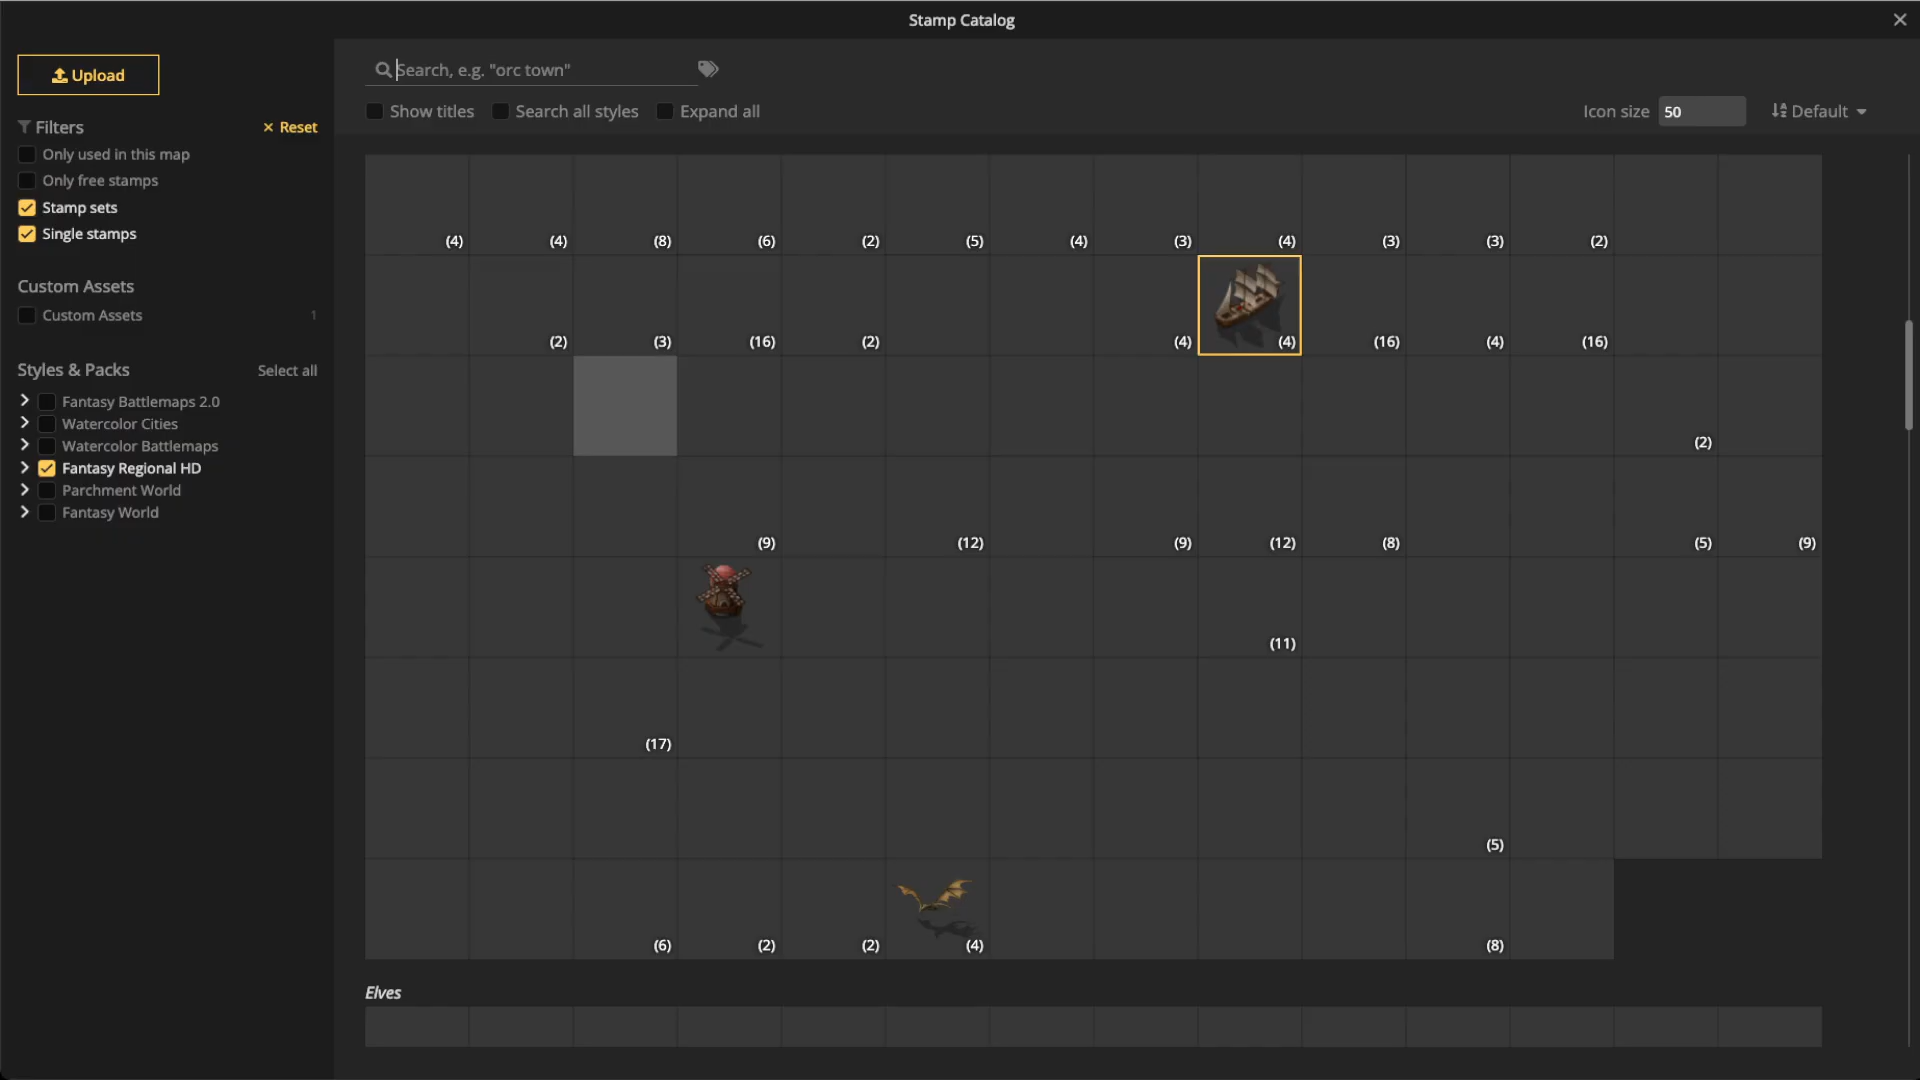 Stamp Catalog
Upload
Search, e.g. "orc town"
Show titles
Search all styles
Expand all
Icon size 50
Default
Filters
Reset
Only used in this map
Only free stamps
Stamp sets
Single stamps
Custom Assets
Custom Assets 1
Styles & Packs
Select all
Fantasy Battlemaps 2.0
Watercolor Cities
Watercolor Battlemaps
Fantasy Regional HD
Parchment World
Fantasy World
(4) (4) (8) (6) (2) (5) (4) (3) (4) (3) (3) (2)
(2) (3) (16) (2) (4) (4) (16) (4) (16)
(2)
(9) (12) (9) (12) (8) (5) (9)
(11)
(17)
(5)
(6) (2) (2) (4) (8)
Elves